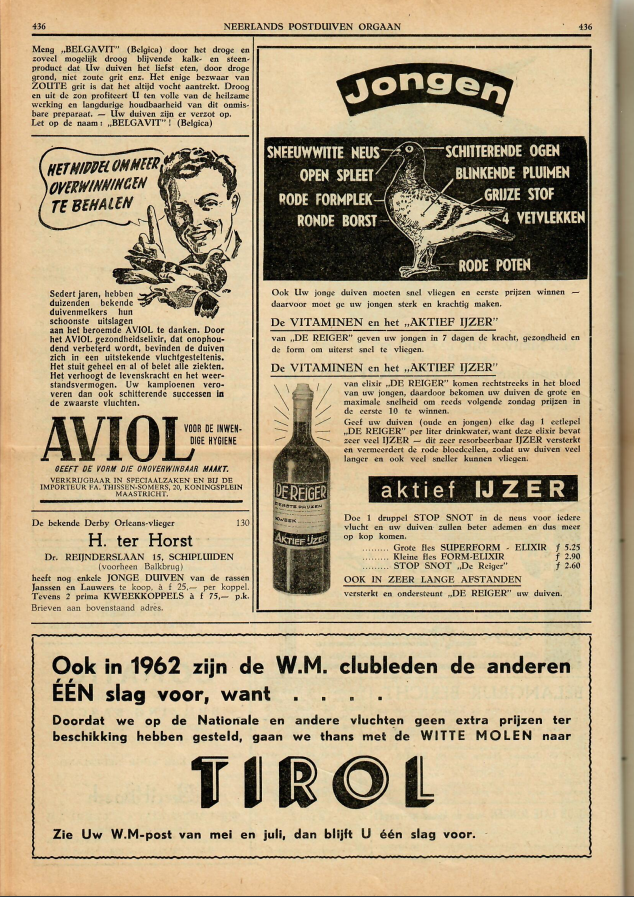 436
NEERLANDS POSTDUIVEN ORGAAN
436
Meng „BELGAVIT" (Belgica) door het droge en
zoveel mogelijk droog blijvende kalk- en steen-
product dat Uw duiven het liefst eten, door droge
grond, niet zoute grit enz. Het enige bezwaar van
ZOUTE grit is dat het altijd vocht aantrekt. Droog
en uit de zon profiteert U ten volle van de heilzame
werking en langdurige houdbaarheid van dit onmis-
bare preparaat. — Uw duiven zijn er verzot op.
Let op de naam: „BELGAVIT"! (Belgica)
HET MIDDEL OM MEER
OVERWINNINGEN
TE BEHALEN
Sedert jaren, hebben
duizenden bekende
duivenmelkers hun
schoonste uitslagen
aan het beroemde AVIOL te danken. Door
het AVIOL gezondheidselixir, dat onophou-
dend verbeterd wordt, bevinden de duiven
zich in een uitstekende vluchtgesteltenis.
Het stuit geheel en al of belet alle ziekten.
Het verhoogt de levenskracht en het weer-
standsvermogen. Uw kampioenen vero-
veren dan ook schitterende successen in
de zwaarste vluchten.
AVIOL VOOR DE INWEN-
DIGE HYGIENE
GEEFT DE VORM DIE ONOVERWINBAAR MAAKT.
VERKRIJGBAAR IN SPECIAALZAKEN EN BIJ DE
IMPORTEUR FA. THIJSSEN-SOMERS, 20, KONINGSPLEIN
MAASTRICHT.
De bekende Derby Orleans-vlieger 130
H. ter Horst
Dr. REIJNDERSLAAN 15, SCHIPLUIDEN
(voorheen Balkbrug)
heeft nog enkele JONGE DUIVEN van de rassen
Janssen en Lauwers te koop, à f 25,— per koppel.
Tevens 2 prima KWEEKKOPPELS à f 75,— p.k.
Brieven aan bovenstaand adres.
Jongen
SNEEUWWITTE NEUS
OPEN SPLEET
RODE FORMPLEK
RONDE BORST
SCHITTERENDE OGEN
BLINKENDE PLUIMEN
GRIJZE STOF
4 VETVLEKKEN
RODE POTEN
Ook Uw jonge duiven moeten snel vliegen en eerste prijzen winnen —
daarvoor moet ge uw jongen sterk en krachtig maken.
De VITAMINEN en het „AKTIEF IJZER"
van „DE REIGER" geven uw jongen in 7 dagen de kracht, gezondheid en
de form om uiterst snel te vliegen.
De VITAMINEN en het „AKTIEF IJZER"
van elixir „DE REIGER" komen rechtstreeks in het bloed
van uw jongen, daardoor bekomen uw duiven de grote en
maximale snelheid om reeds volgende zondag prijzen in
de eerste 10 te winnen.
Geef uw duiven (oude en jongen) elke dag 1 eetlepel
„DE REIGER" per liter drinkwater, want deze elixir bevat
zeer veel IJZER — dit zeer resorbeerbaar IJZER versterkt
en vermeerdert de rode bloedcellen, zodat uw duiven veel
langer en ook veel sneller kunnen vliegen.
DE REIGER
KWEEK
AKTIEF IJZER
aktief IJZER
Doe 1 druppel STOP SNOT in de neus voor iedere
vlucht en uw duiven zullen beter ademen en dus meer
op kop komen.
......... Grote fles SUPERFORM - ELIXIR f 5.25
......... Kleine fles FORM-ELIXIR f 2.90
......... STOP SNOT „De Reiger" f 2.60
OOK IN ZEER LANGE AFSTANDEN
versterkt en ondersteunt „DE REIGER" uw duiven.
Ook in 1962 zijn de W.M. clubleden de anderen
ÉÉN slag voor, want . . . .
Doordat we op de Nationale en andere vluchten geen extra prijzen ter
beschikking hebben gesteld, gaan we thans met de WITTE MOLEN naar
TIROL
Zie Uw W.M-post van mei en juli, dan blijft U één slag voor.